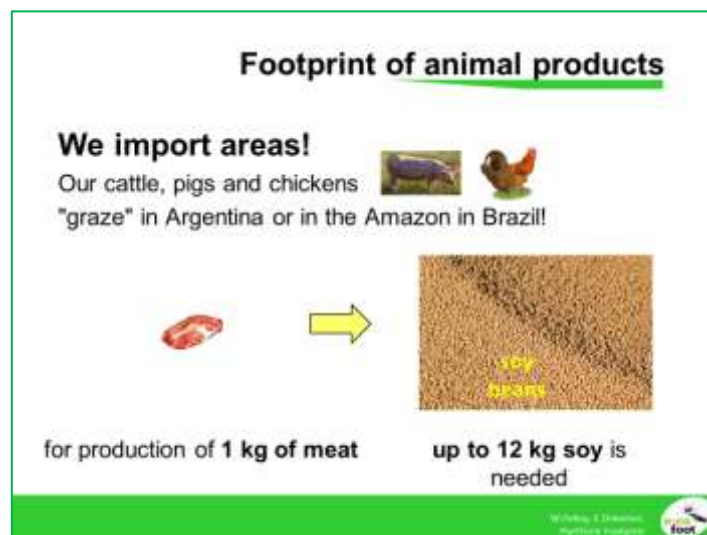 Footprint of animal products
We import areas!
Our cattle, pigs and chickens
"graze" in Argentina or in the Amazon in Brazil!
soy
beans
for production of 1 kg of meat
up to 12 kg soy is
needed
foot